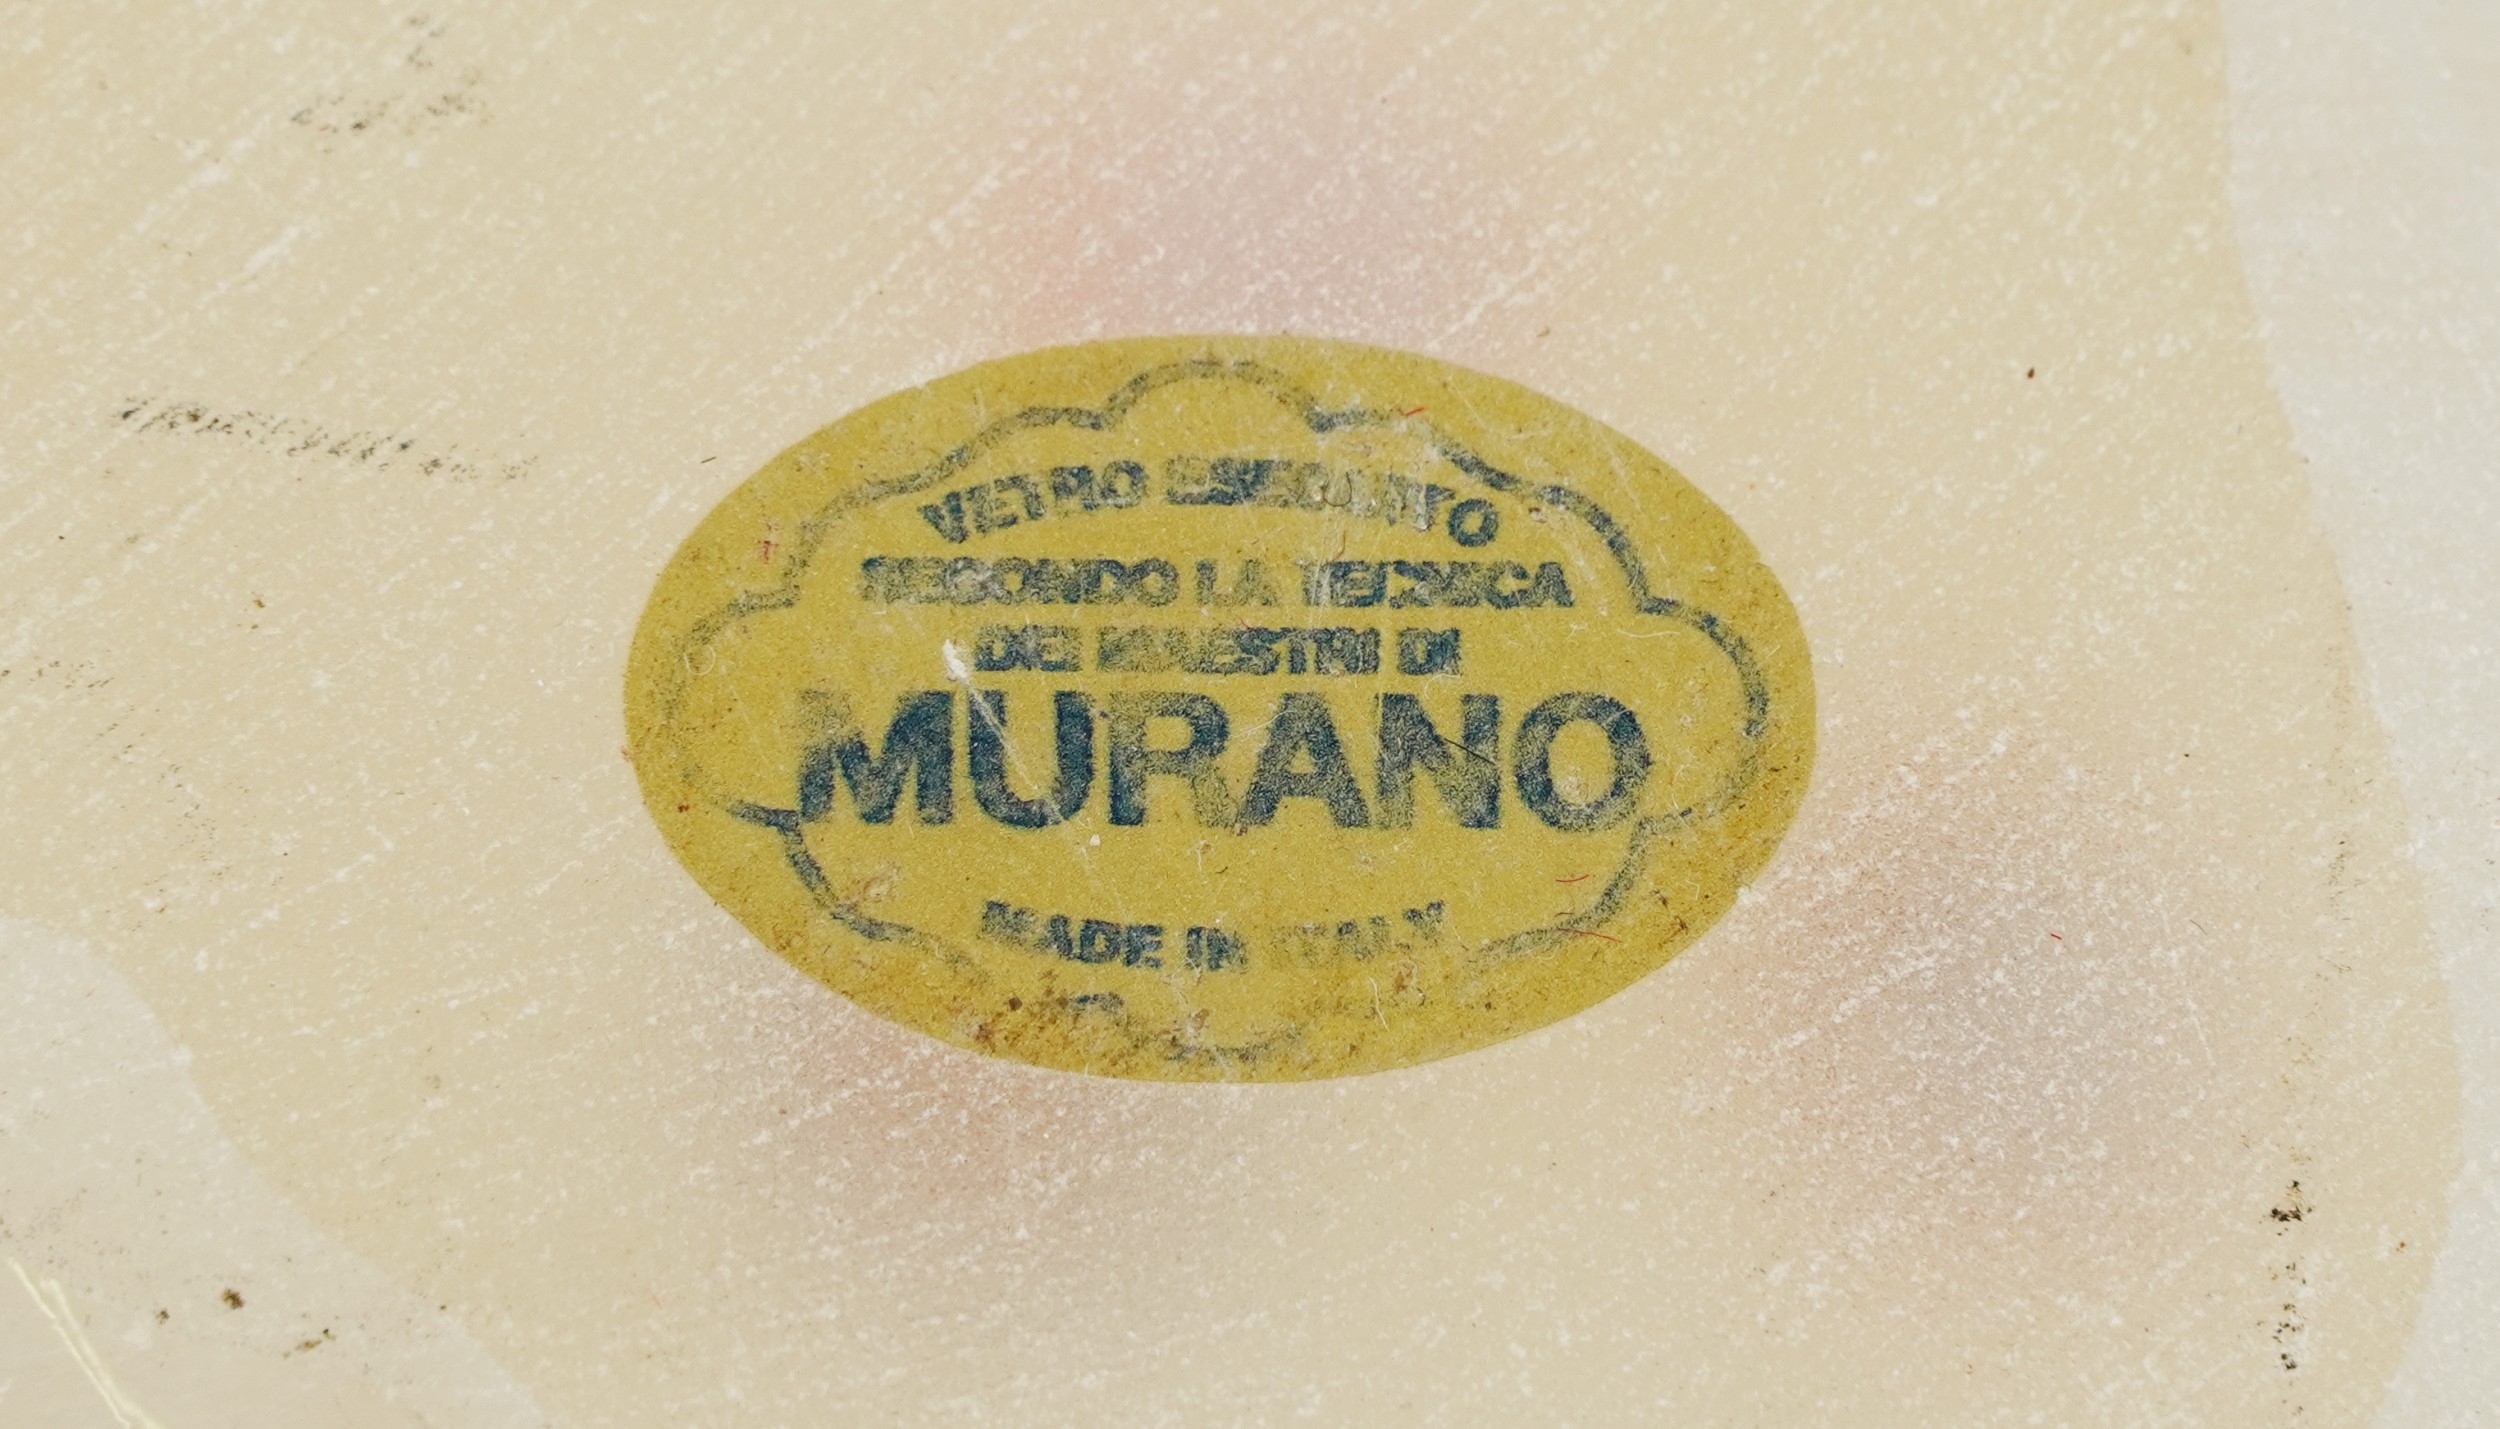 VETRO ESEGUITO
SECONDO LA TECNICA
DEI MAESTRI DI
MURANO
MADE IN ITALY